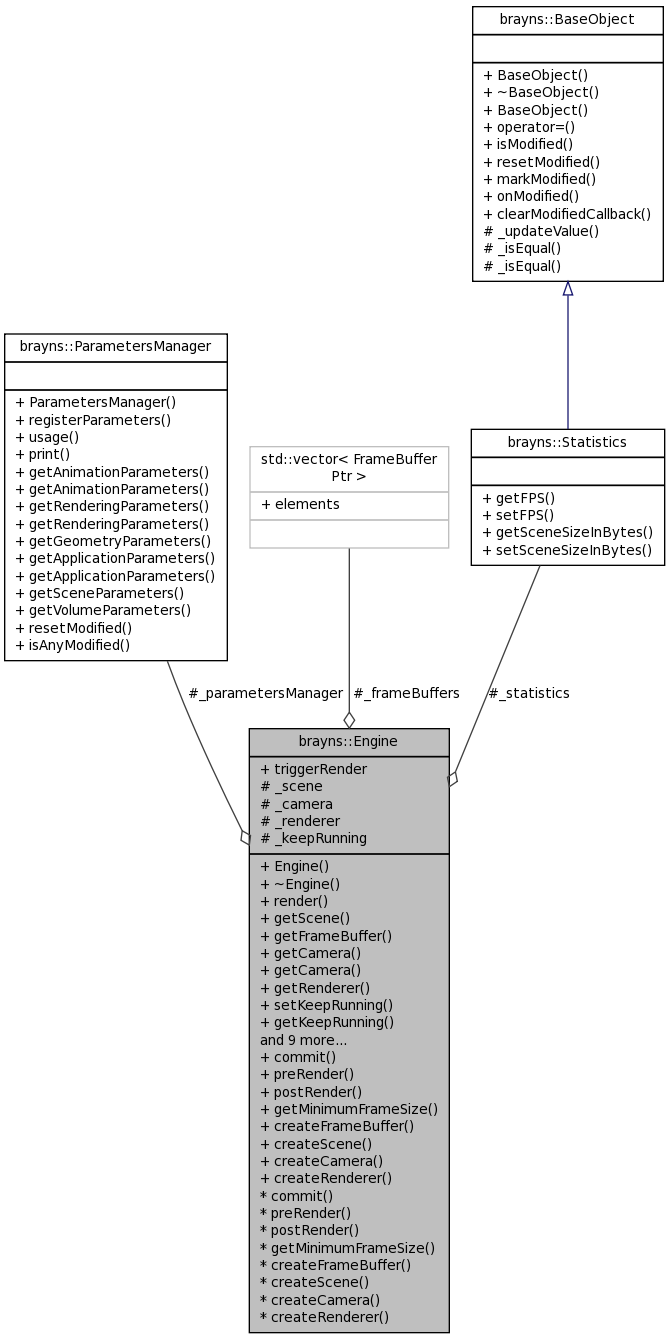 brayns::BaseObject
+ BaseObject()
+ ~BaseObject()
+ BaseObject()
+ operator=()
+ isModified()
+ resetModified()
+ markModified()
+ onModified()
+ clearModifiedCallback()
# _updateValue()
# _isEqual()
# _isEqual()
brayns::ParametersManager
+ ParametersManager()
+ registerParameters()
+ usage()
+ print()
+ getAnimationParameters()
+ getAnimationParameters()
+ getRenderingParameters()
+ getRenderingParameters()
+ getGeometryParameters()
+ getApplicationParameters()
+ getApplicationParameters()
+ getSceneParameters()
+ getVolumeParameters()
+ resetModified()
+ isAnyModified()
std::vector< FrameBuffer
Ptr >
+ elements
brayns::Statistics
+ getFPS()
+ setFPS()
+ getSceneSizeInBytes()
+ setSceneSizeInBytes()
#_parametersManager
#_frameBuffers
#_statistics
brayns::Engine
+ triggerRender
# _scene
# _camera
# _renderer
# _keepRunning
+ Engine()
+ ~Engine()
+ render()
+ getScene()
+ getFrameBuffer()
+ getCamera()
+ getCamera()
+ getRenderer()
+ setKeepRunning()
+ getKeepRunning()
and 9 more...
+ commit()
+ preRender()
+ postRender()
+ getMinimumFrameSize()
+ createFrameBuffer()
+ createScene()
+ createCamera()
+ createRenderer()
* commit()
* preRender()
* postRender()
* getMinimumFrameSize()
* createFrameBuffer()
* createScene()
* createCamera()
* createRenderer()